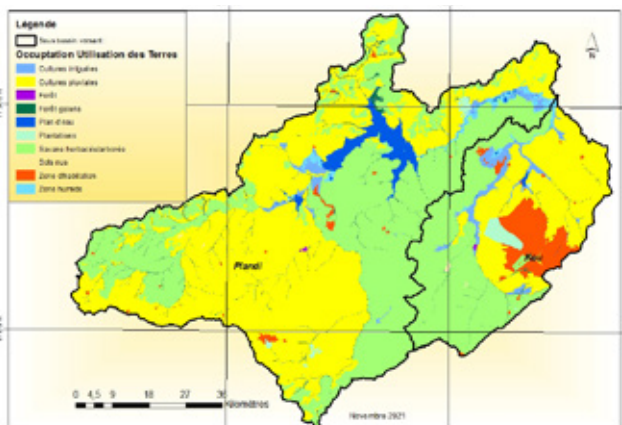 Légende
Sous bassin versant
Occupation Utilisation des Terres
Cultures irriguées
Cultures pluviales
Forêt
Forêt galerie
Plan d'eau
Plantations
Savane herbacée/arborée
Sols nus
Zone d'habitation
Zone humide
N
Kou
0 4,5 9 18 27 36
Kilomètres
Novembre 2021